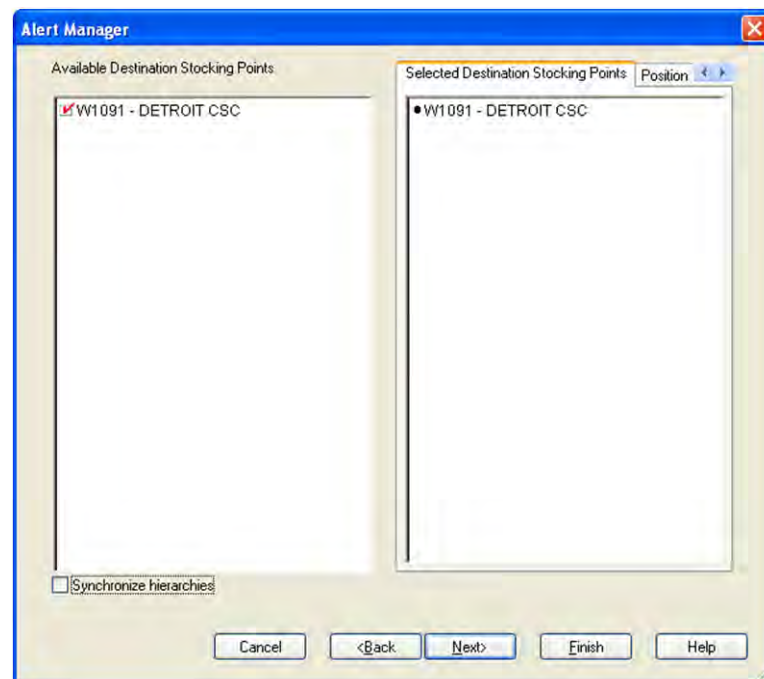 Alert Manager
Available Destination Stocking Points
Selected Destination Stocking Points
Position
W1091 - DETROIT CSC
W1091 - DETROIT CSC
Synchronize hierarchies
Cancel
<Back
Next>
Finish
Help